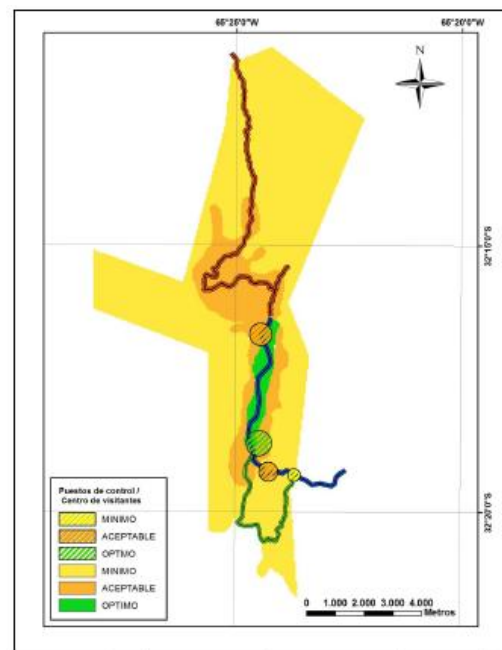 66°25'0"W
66°20'0"W
N
32°15'0"S
32°20'0"S
Puestos de control /
Centro de visitantes
MINIMO
ACEPTABLE
OPTMO
MINIMO
ACEPTABLE
OPTIMO
0 1.000 2.000 3.000 4.000
Metros